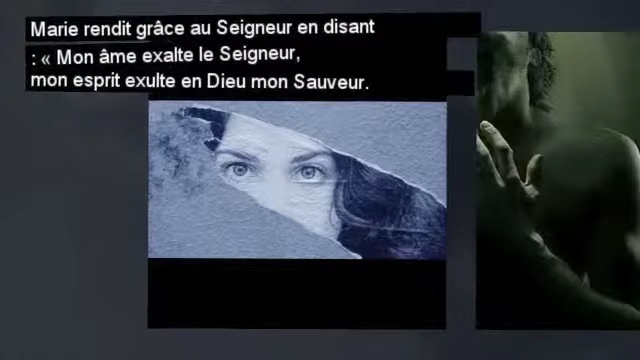 Marie rendit grâce au Seigneur en disant
: « Mon âme exalte le Seigneur,
mon esprit exulte en Dieu mon Sauveur.